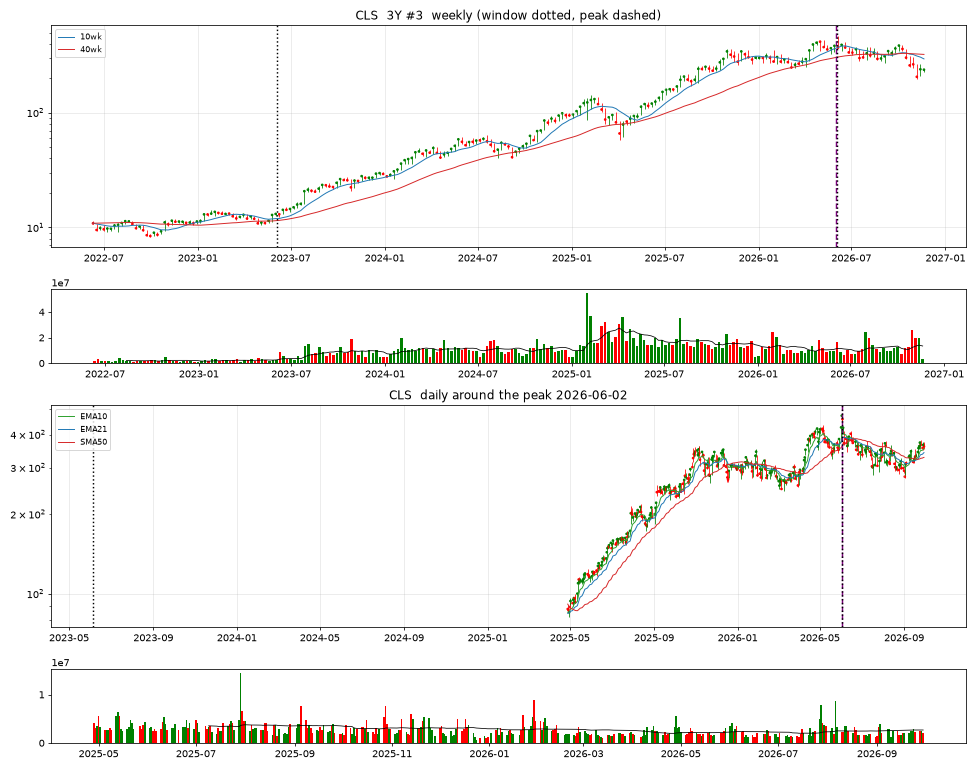 CLS  3Y #3  weekly (window dotted, peak dashed)
10wk
40wk
10²
10¹
2022-07 2023-01 2023-07 2024-01 2024-07 2025-01 2025-07 2026-01 2026-07 2027-01
1e7
4
2
0
2022-07 2023-01 2023-07 2024-01 2024-07 2025-01 2025-07 2026-01 2026-07 2027-01
CLS  daily around the peak 2026-06-02
EMA10
EMA21
SMA50
4 × 10²
3 × 10²
2 × 10²
10²
2023-05 2023-09 2024-01 2024-05 2024-09 2025-01 2025-05 2025-09 2026-01 2026-05 2026-09
1e7
1
0
2025-05 2025-07 2025-09 2025-11 2026-01 2026-03 2026-05 2026-07 2026-09